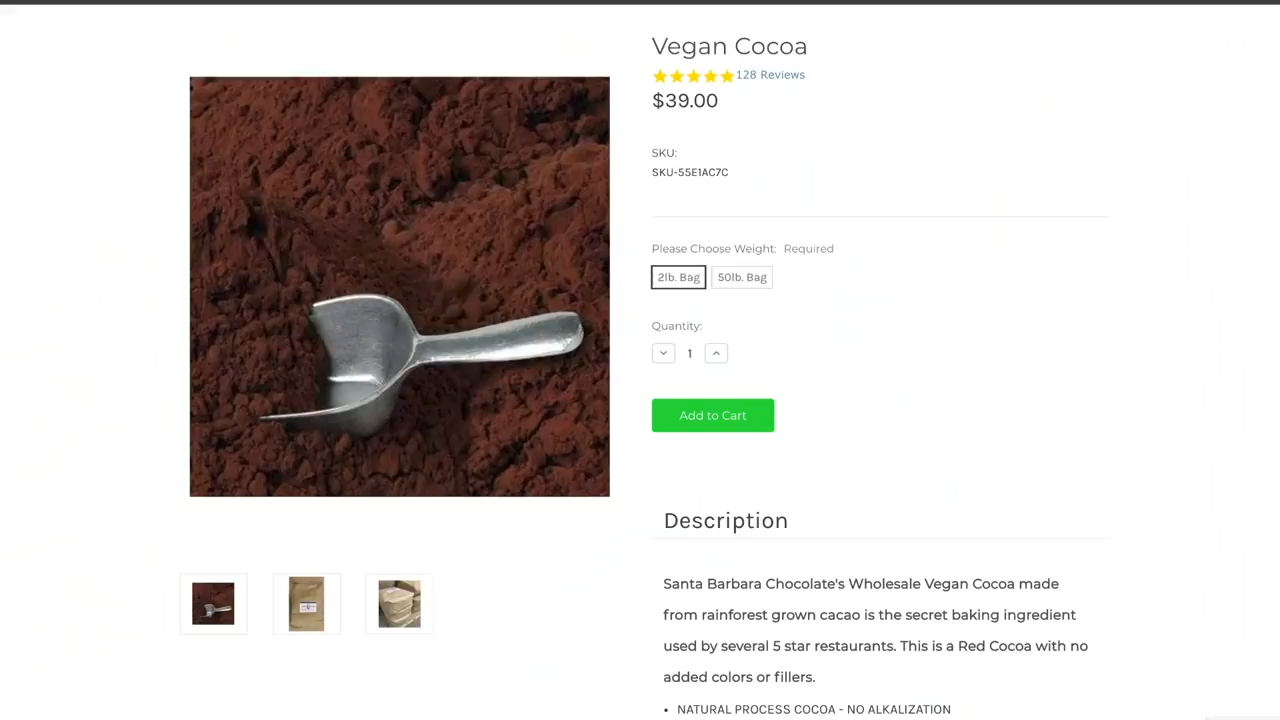 Vegan Cocoa
128 Reviews
$39.00
SKU:
SKU-55E1AC7C
Please Choose Weight: Required
2lb. Bag 50lb. Bag
Quantity:
1
Add to Cart
Description
Santa Barbara Chocolate's Wholesale Vegan Cocoa made
from rainforest grown cacao is the secret baking ingredient
used by several 5 star restaurants. This is a Red Cocoa with no
added colors or fillers.
• NATURAL PROCESS COCOA - NO ALKALIZATION